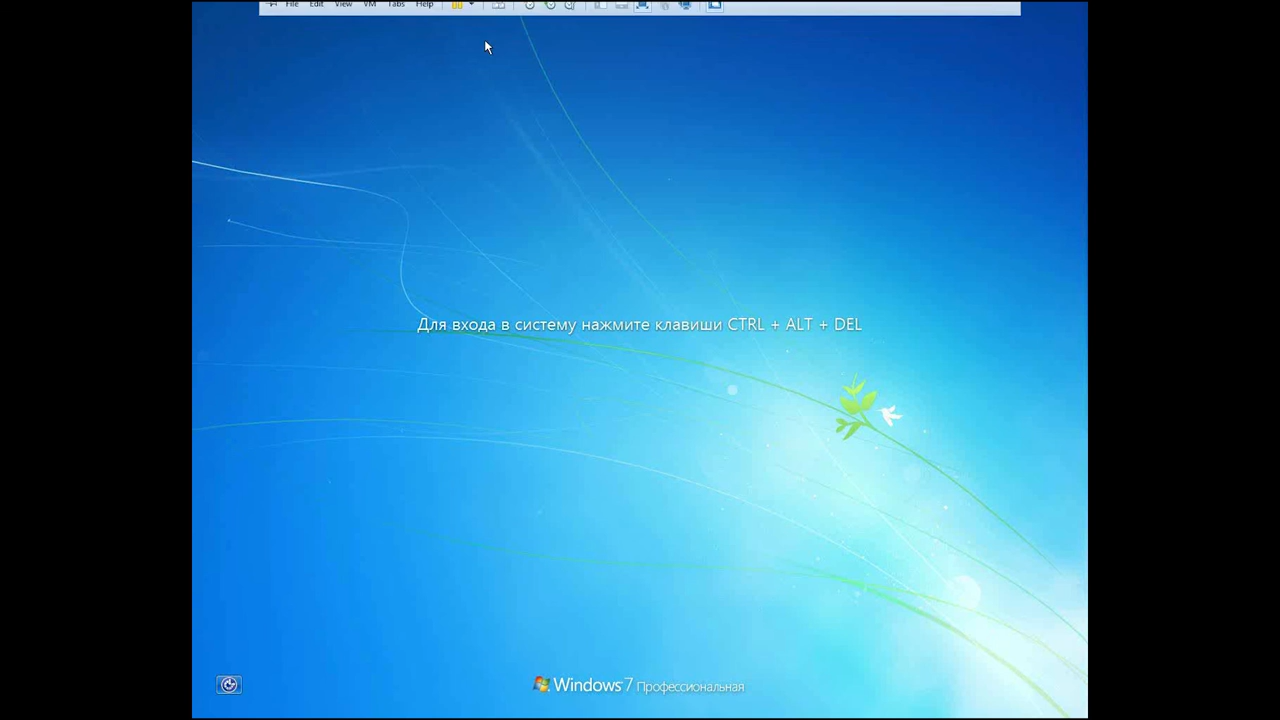 File Edit View VM Tabs Help
Для входа в систему нажмите клавиши CTRL + ALT + DEL
Windows 7 Профессиональная